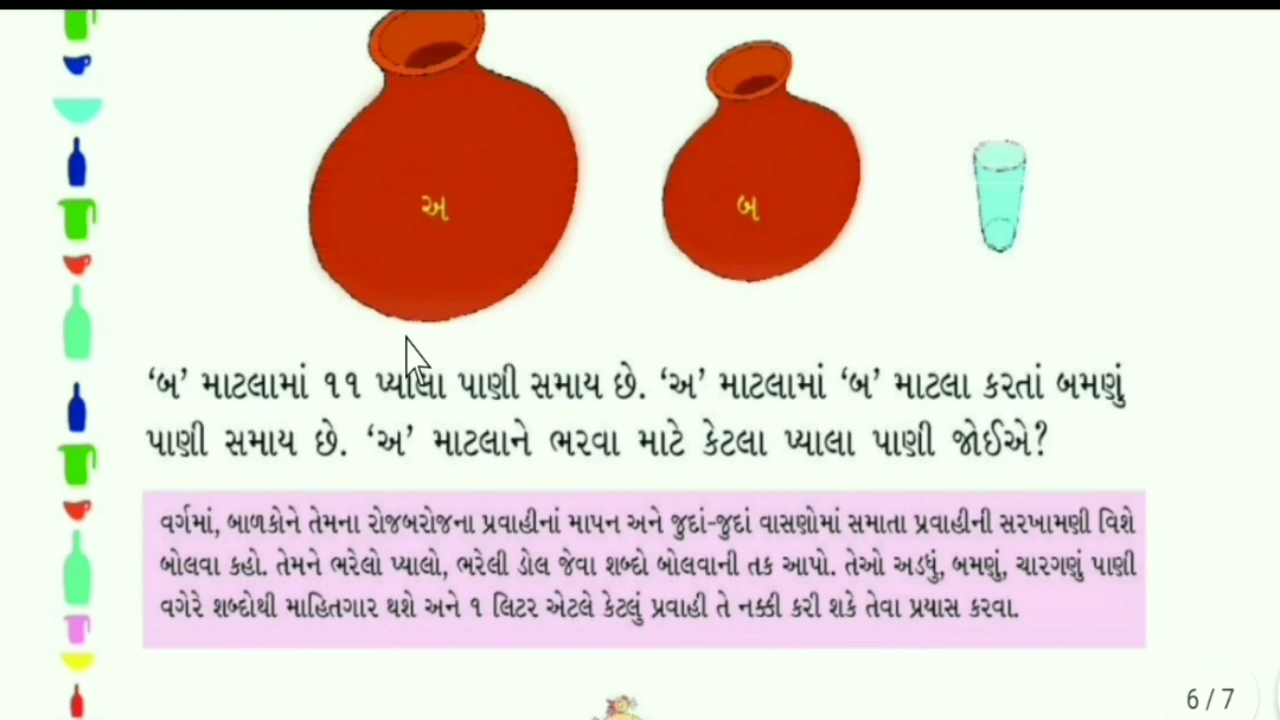 અ
બ
‘બ’ માટલામાં ૧૧ પ્યાલા પાણી સમાય છે. ‘અ’ માટલામાં ‘બ’ માટલા કરતાં બમણું
પાણી સમાય છે. ‘અ’ માટલાને ભરવા માટે કેટલા પ્યાલા પાણી જોઈએ?
વર્ગમાં, બાળકોને તેમના રોજબરોજના પ્રવાહીનાં માપન અને જુદાં-જુદાં વાસણોમાં સમાતા પ્રવાહીની સરખામણી વિશે
બોલવા કહો. તેમને ભરેલો પ્યાલો, ભરેલી ડોલ જેવા શબ્દો બોલવાની તક આપો. તેઓ અડધું, બમણું, ચારગણું પાણી
વગેરે શબ્દોથી માહિતગાર થશે અને ૧ લિટર એટલે કેટલું પ્રવાહી તે નક્કી કરી શકે તેવા પ્રયાસ કરવા.
6 / 7